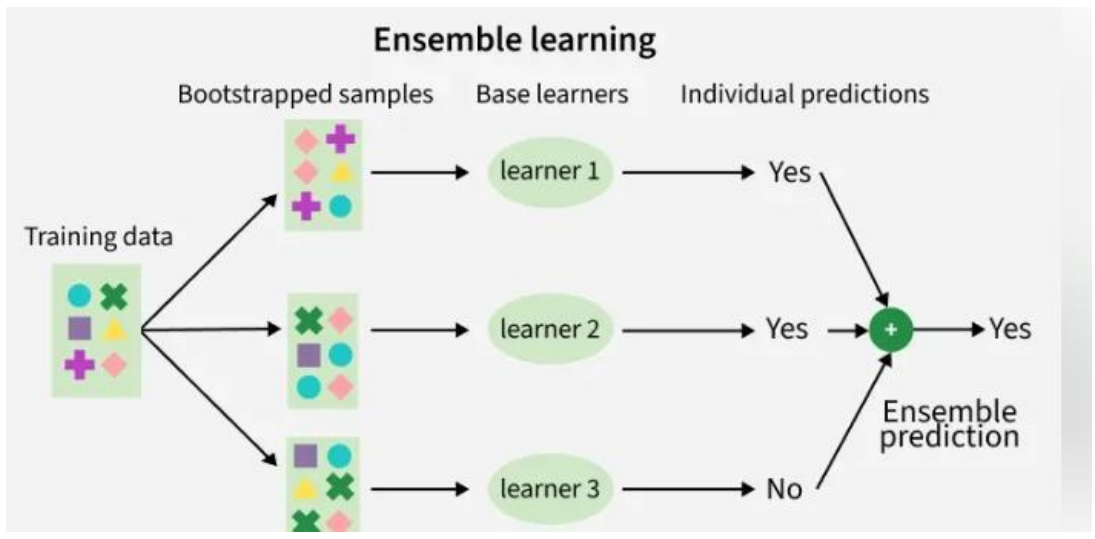 Ensemble learning
Bootstrapped samples
Base learners
Individual predictions
Training data
learner 1
Yes
learner 2
Yes
+
Yes
Ensemble
prediction
learner 3
No